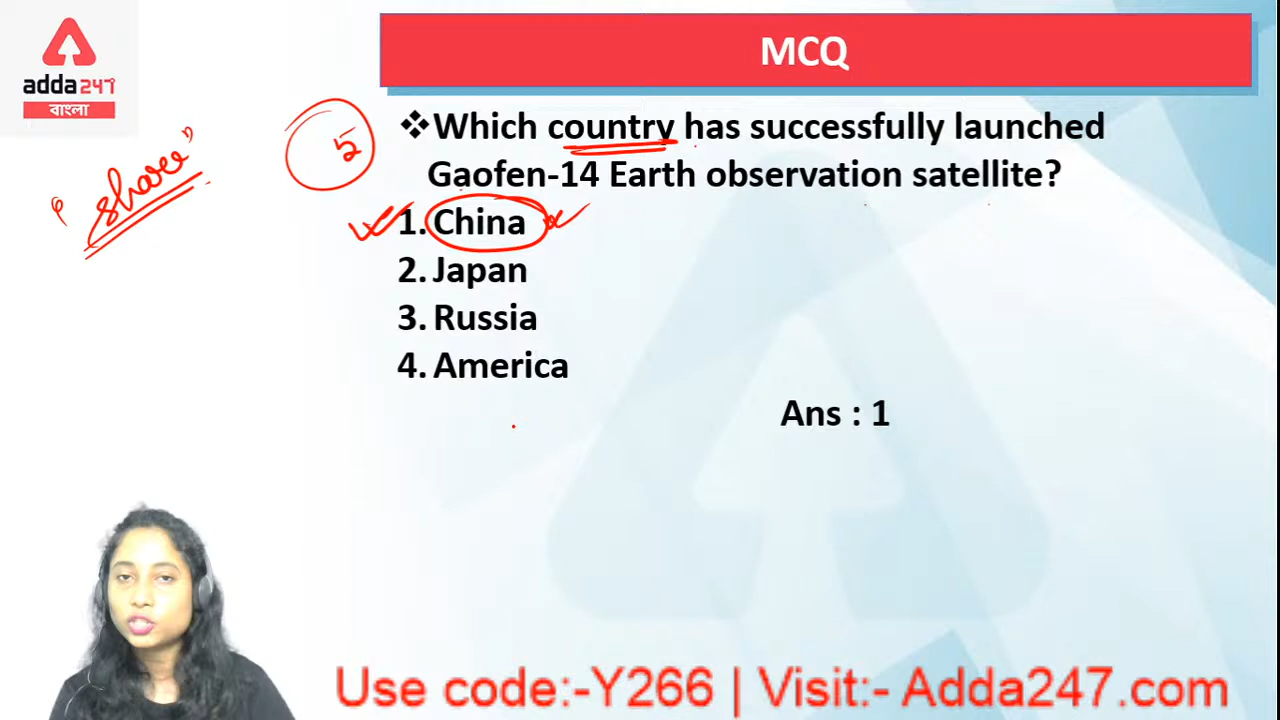 adda247
বাংলা
MCQ
"share"
5
❖Which country has successfully launched
Gaofen-14 Earth observation satellite?
1. China
2. Japan
3. Russia
4. America
Ans : 1
Use code:-Y266 | Visit:- Adda247.com